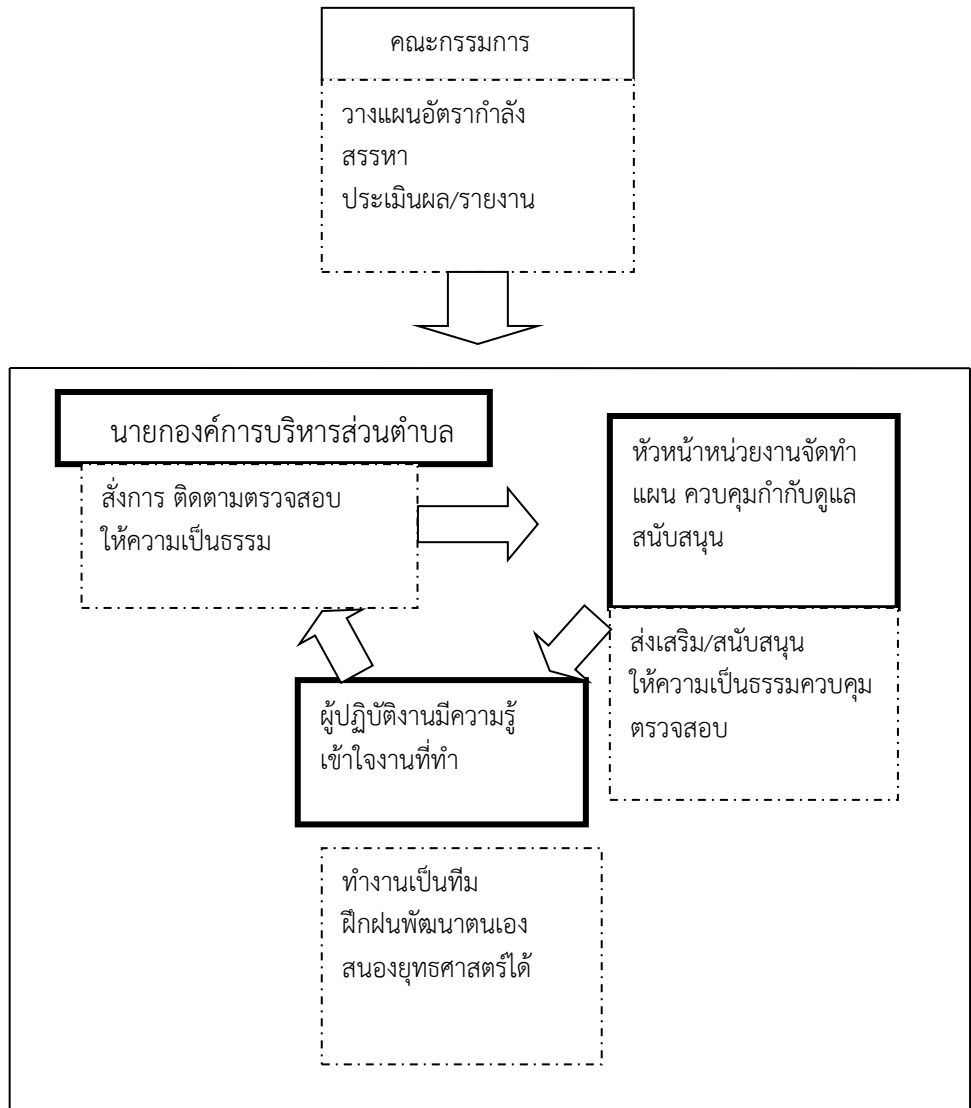 คณะกรรมการ
วางแผนอัตรากำลัง
สรรหา
ประเมินผล/รายงาน
นายกองค์การบริหารส่วนตำบล
สั่งการ ติดตามตรวจสอบ
ให้ความเป็นธรรม
หัวหน้าหน่วยงานจัดทำ
แผน ควบคุมกำกับดูแล
สนับสนุน
ส่งเสริม/สนับสนุน
ให้ความเป็นธรรมควบคุม
ตรวจสอบ
ผู้ปฏิบัติงานมีความรู้
เข้าใจงานที่ทำ
ทำงานเป็นทีม
ฝึกฝนพัฒนาตนเอง
สนองยุทธศาสตร์ได้